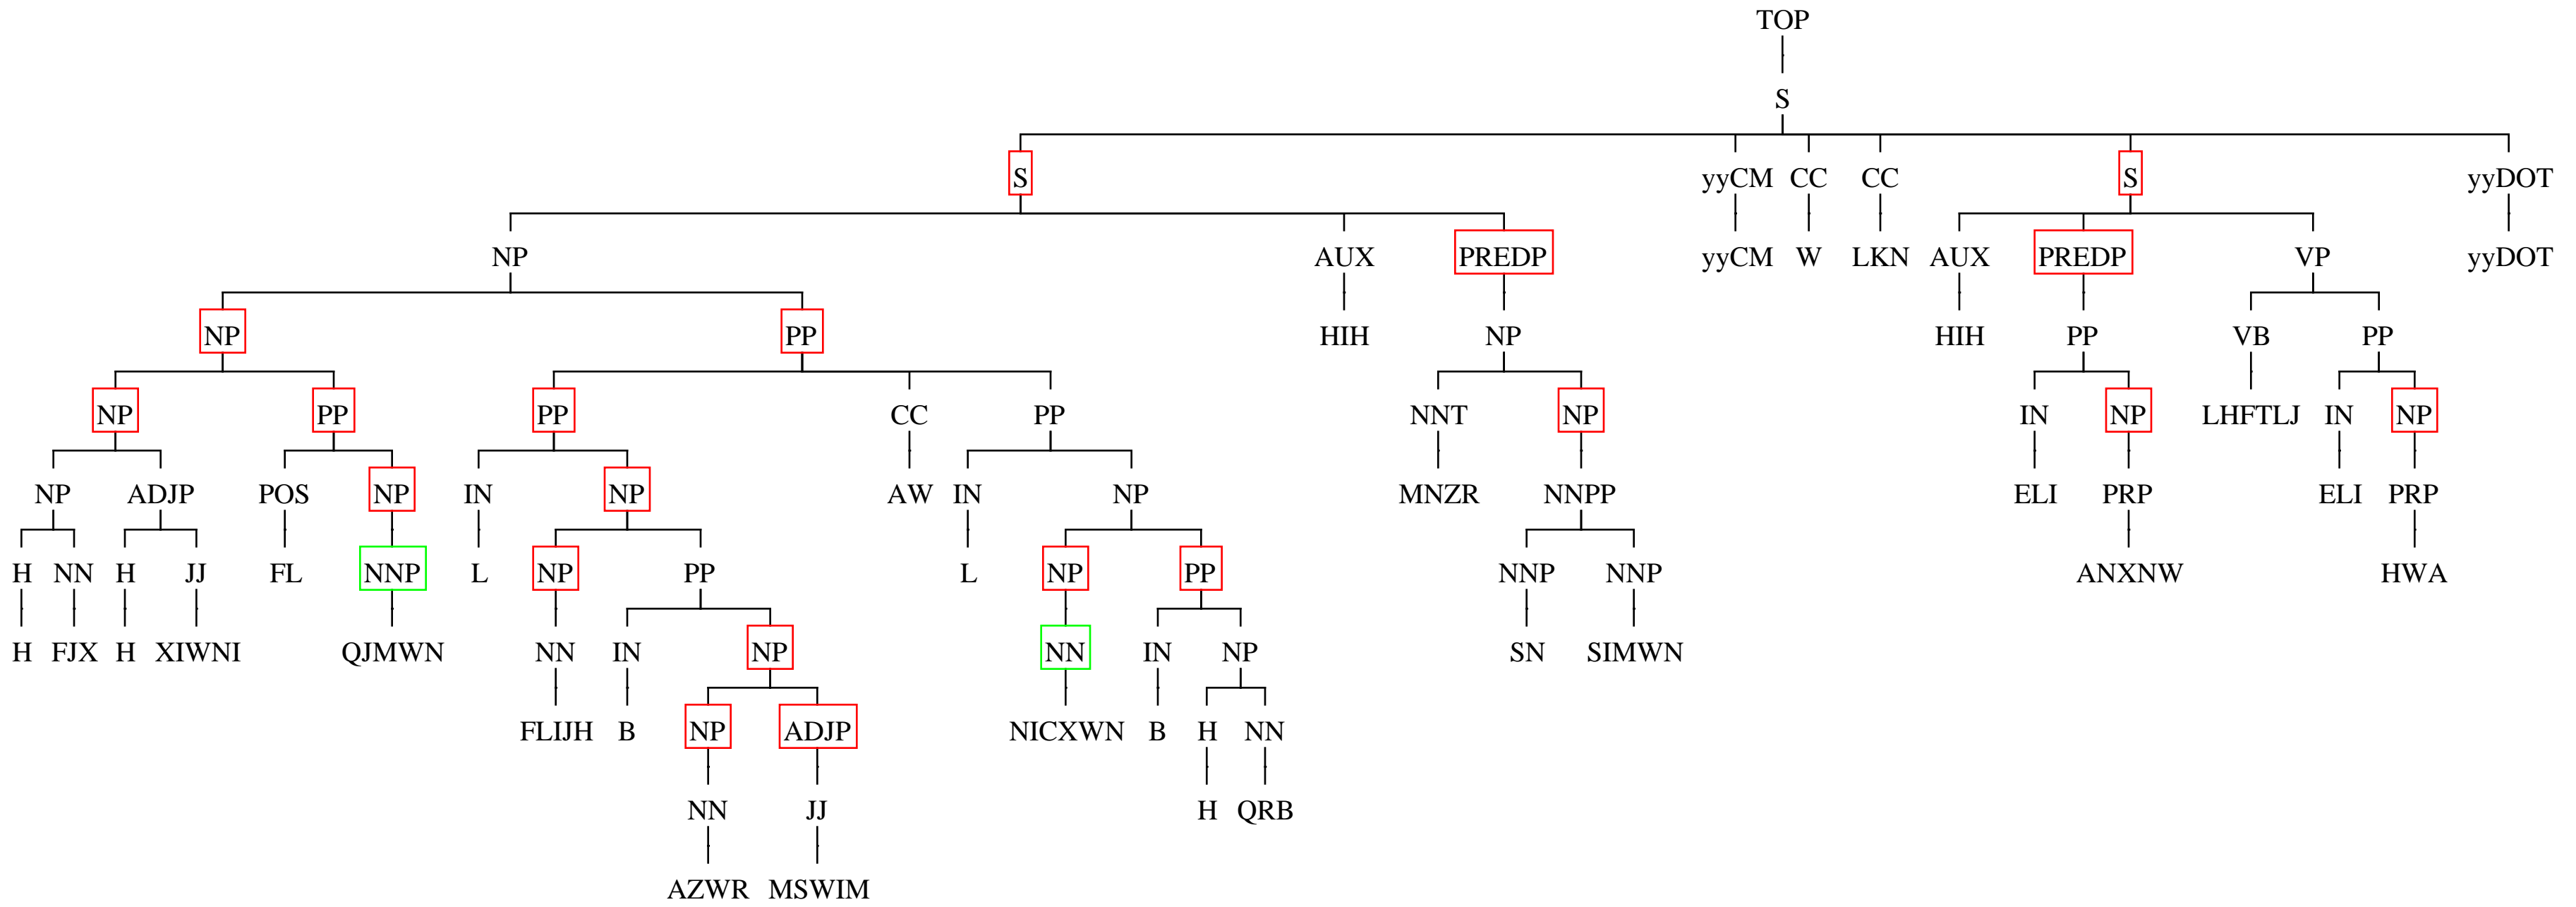 TOP
S
S yyCM CC CC S yyDOT
NP AUX PREDP yyCM W LKN AUX PREDP VP yyDOT
NP PP HIH NP HIH PP VB PP
NP PP PP CC PP NNT NP IN NP LHFTLJ IN NP
NP ADJP POS NP IN NP AW IN NP MNZR NNPP ELI PRP ELI PRP
H NN H JJ FL NNP L NP PP L NP PP NNP NNP ANXNW HWA
H FJX H XIWNI QJMWN NN IN NP NN IN NP SN SIMWN
FLIJH B NP ADJP NICXWN B H NN
NN JJ H QRB
AZWR MSWIM